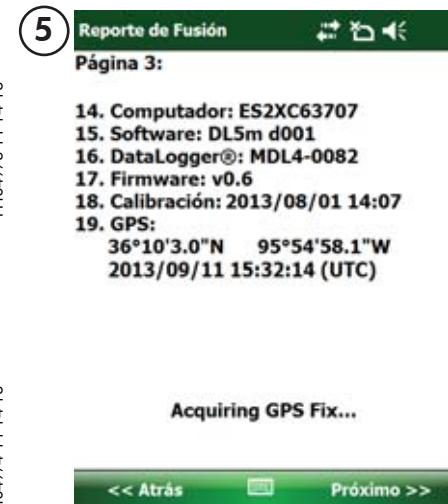 5
Reporte de Fusión
Página 3:
14. Computador: ES2XC63707
15. Software: DL5m d001
16. DataLogger®: MDL4-0082
17. Firmware: v0.6
18. Calibración: 2013/08/01 14:07
19. GPS:
36°10'3.0"N 95°54'58.1"W
2013/09/11 15:32:14 (UTC)
Acquiring GPS Fix...
<< Atrás Próximo >>